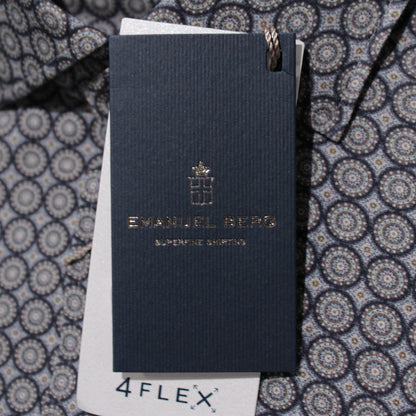 EMANUEL BERG
SUPERFINE SHIRTING
4FLEX